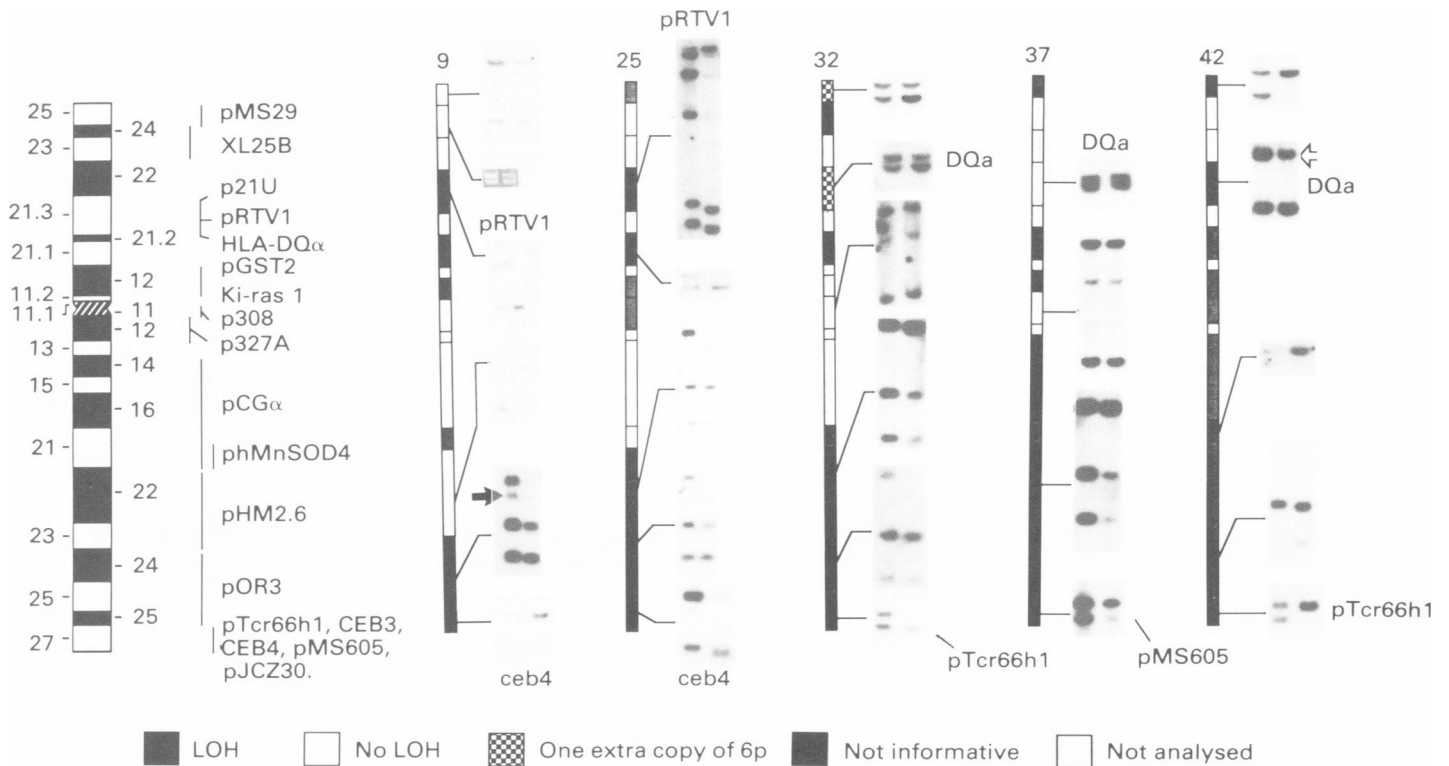 pRTV1
9
25
32
37
42
25
24
pMS29
23
XL25B
22
p21U
21.3
pRTV1
21.2
HLA-DQα
21.1
pGST2
12
11.2
Ki-ras 1
11.1
11
p308
12
p327A
13
14
15
pCGα
16
21
phMnSOD4
22
pHM2.6
23
24
pOR3
25
25
pTcr66h1, CEB3,
27
CEB4, pMS605,
pJCZ30.
pRTV1
ceb4
ceb4
DQa
pTcr66h1
DQa
pMS605
DQa
pTcr66h1
LOH
No LOH
One extra copy of 6p
Not informative
Not analysed